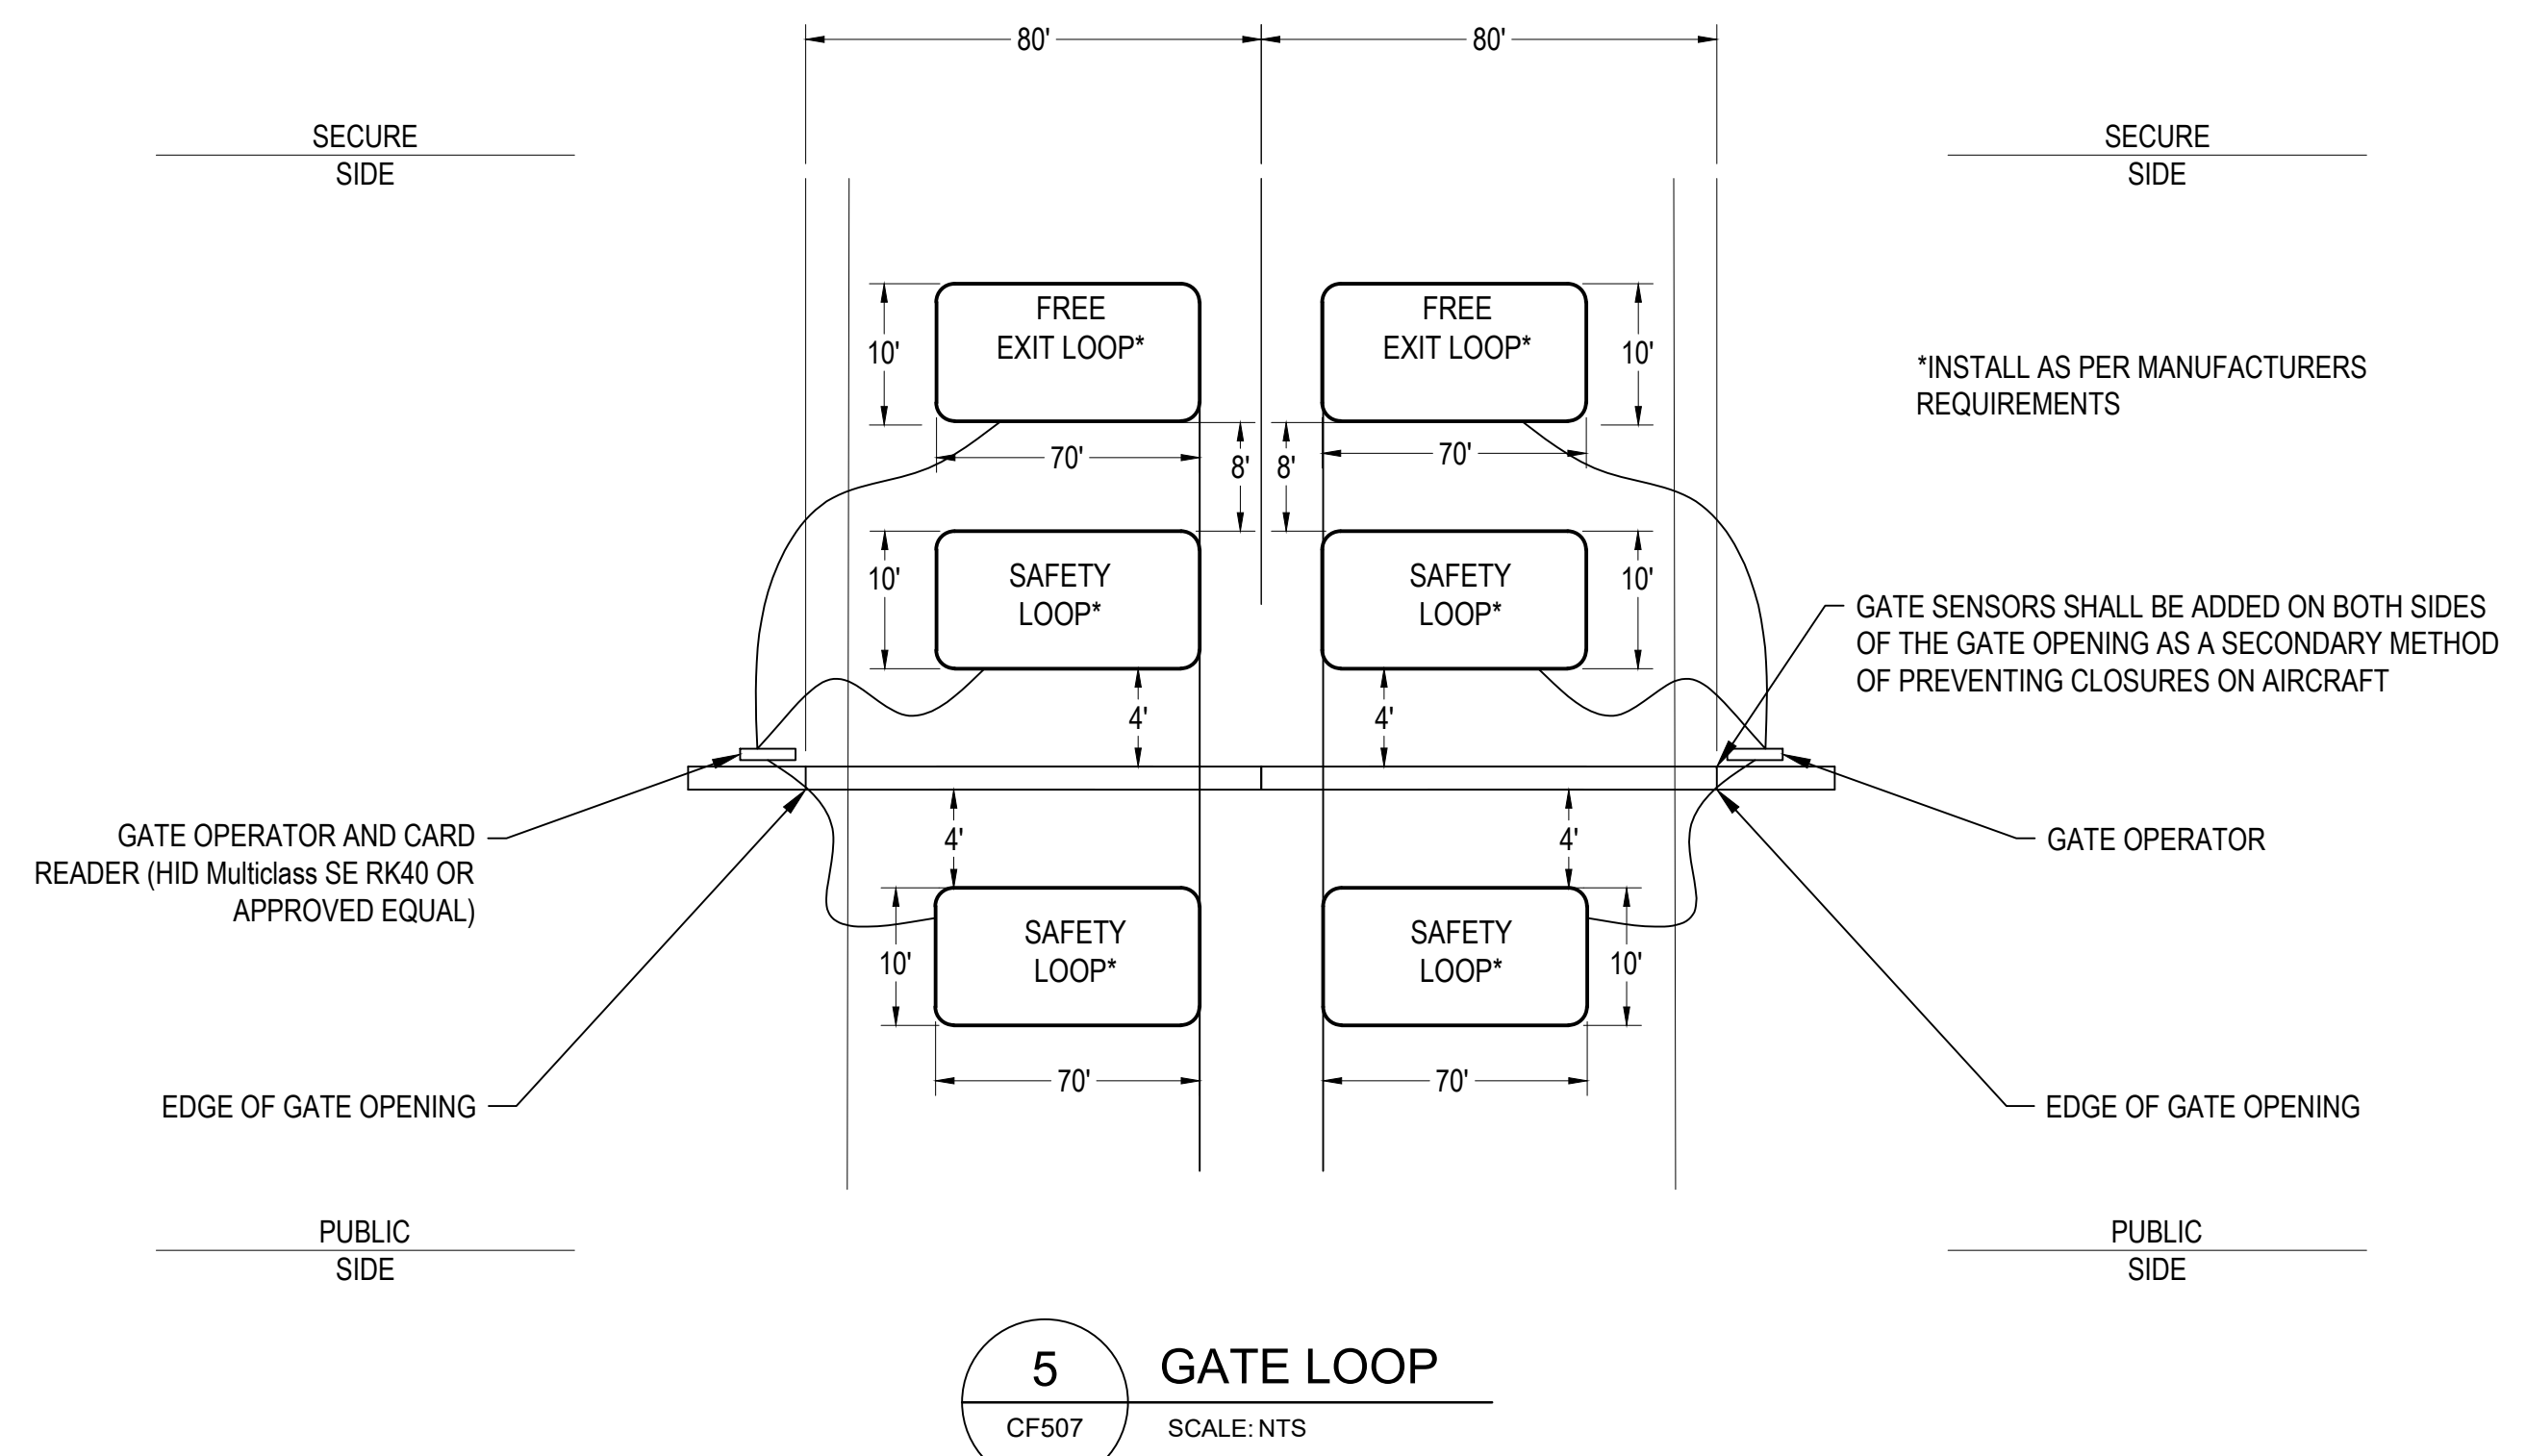 80'
80'
SECURE
SIDE
SECURE
SIDE
FREE
EXIT LOOP*
FREE
EXIT LOOP*
10'
10'
*INSTALL AS PER MANUFACTURERS
REQUIREMENTS
70'
8'
8'
70'
SAFETY
LOOP*
SAFETY
LOOP*
10'
10'
GATE SENSORS SHALL BE ADDED ON BOTH SIDES
OF THE GATE OPENING AS A SECONDARY METHOD
OF PREVENTING CLOSURES ON AIRCRAFT
4'
4'
GATE OPERATOR AND CARD
READER (HID Multiclass SE RK40 OR
APPROVED EQUAL)
4'
4'
GATE OPERATOR
SAFETY
LOOP*
SAFETY
LOOP*
10'
10'
70'
70'
EDGE OF GATE OPENING
EDGE OF GATE OPENING
PUBLIC
SIDE
PUBLIC
SIDE
5
GATE LOOP
CF507
SCALE: NTS